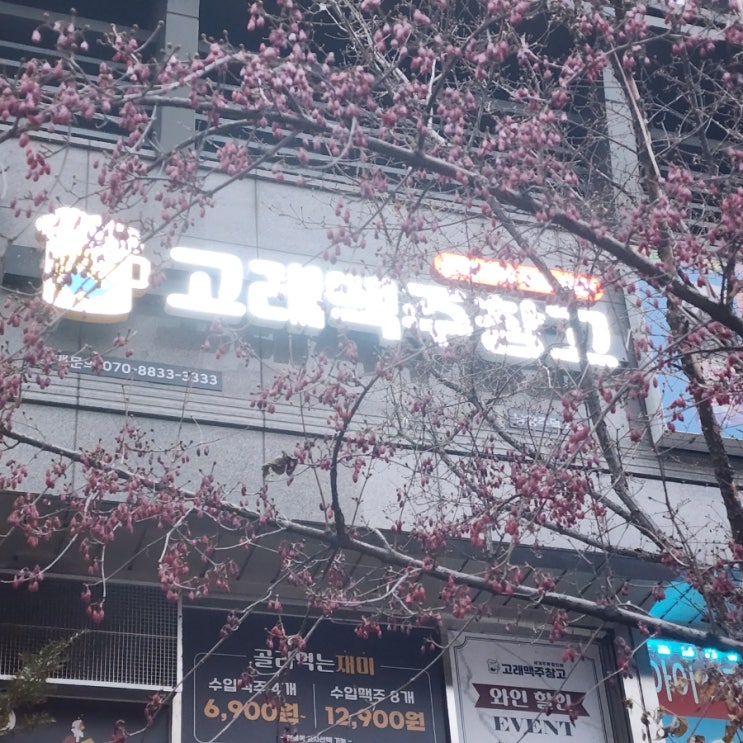 고래맥주창고
070-8833-3333
골라먹는재미
수입맥주 4개
6,900원~
수입맥주 8개
12,900원~
고래맥주창고
와인 할인
EVENT
아이